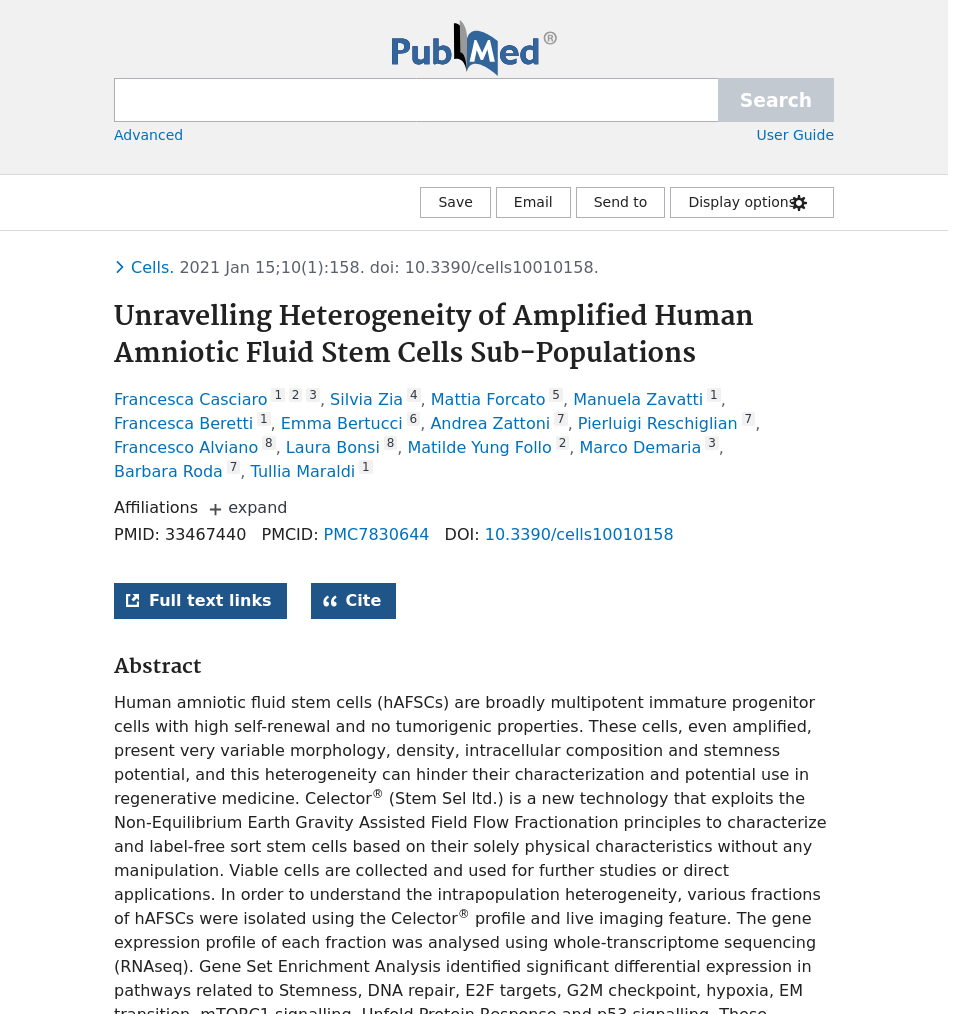 PubMed®
Search
Advanced
User Guide
Save
Email
Send to
Display options
Cells. 2021 Jan 15;10(1):158. doi: 10.3390/cells10010158.
Unravelling Heterogeneity of Amplified Human
Amniotic Fluid Stem Cells Sub-Populations
Francesca Casciaro 1 2 3, Silvia Zia 4, Mattia Forcato 5, Manuela Zavatti 1,
Francesca Beretti 1, Emma Bertucci 6, Andrea Zattoni 7, Pierluigi Reschiglian 7,
Francesco Alviano 8, Laura Bonsi 8, Matilde Yung Follo 2, Marco Demaria 3,
Barbara Roda 7, Tullia Maraldi 1
Affiliations + expand
PMID: 33467440 PMCID: PMC7830644 DOI: 10.3390/cells10010158
Full text links
Cite
Abstract
Human amniotic fluid stem cells (hAFSCs) are broadly multipotent immature progenitor
cells with high self-renewal and no tumorigenic properties. These cells, even amplified,
present very variable morphology, density, intracellular composition and stemness
potential, and this heterogeneity can hinder their characterization and potential use in
regenerative medicine. Celector® (Stem Sel ltd.) is a new technology that exploits the
Non-Equilibrium Earth Gravity Assisted Field Flow Fractionation principles to characterize
and label-free sort stem cells based on their solely physical characteristics without any
manipulation. Viable cells are collected and used for further studies or direct
applications. In order to understand the intrapopulation heterogeneity, various fractions
of hAFSCs were isolated using the Celector® profile and live imaging feature. The gene
expression profile of each fraction was analysed using whole-transcriptome sequencing
(RNAseq). Gene Set Enrichment Analysis identified significant differential expression in
pathways related to Stemness, DNA repair, E2F targets, G2M checkpoint, hypoxia, EM
transition, mTORC1 signalling, Unfold Protein Response and p53 signalling. These